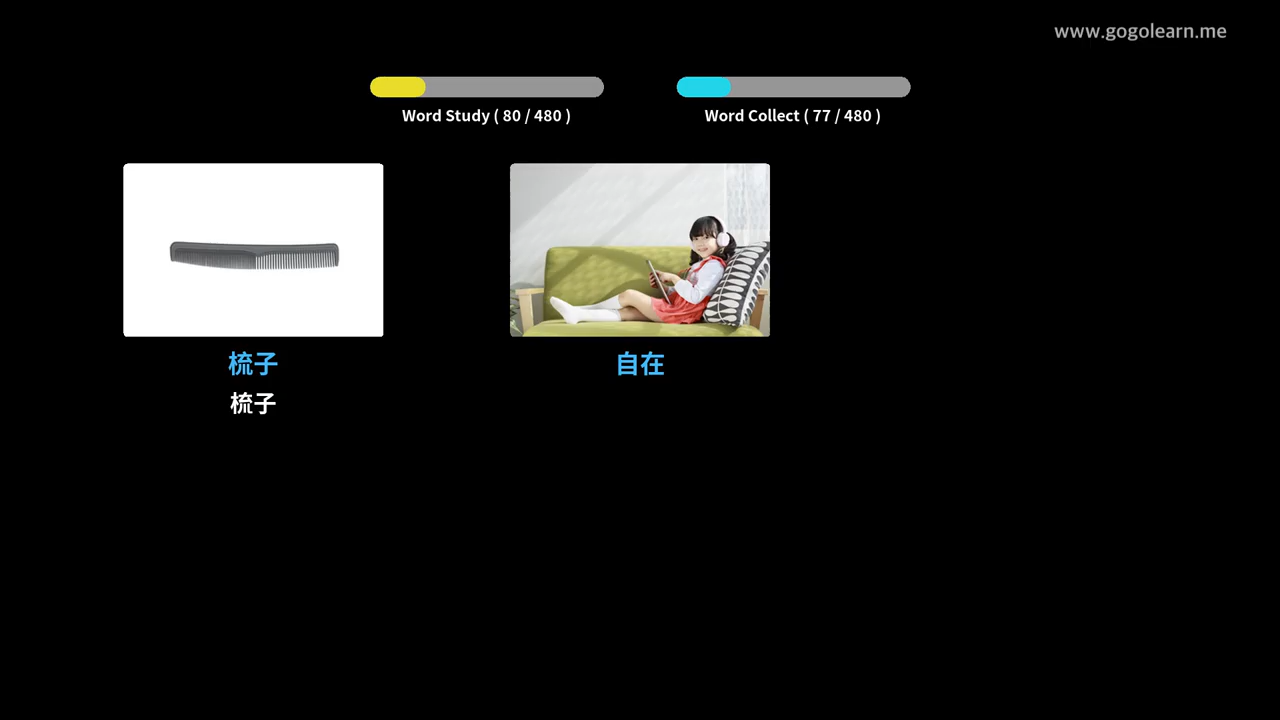 www.gogolearn.me
Word Study ( 80 / 480 )
Word Collect ( 77 / 480 )
梳子
自在
梳子